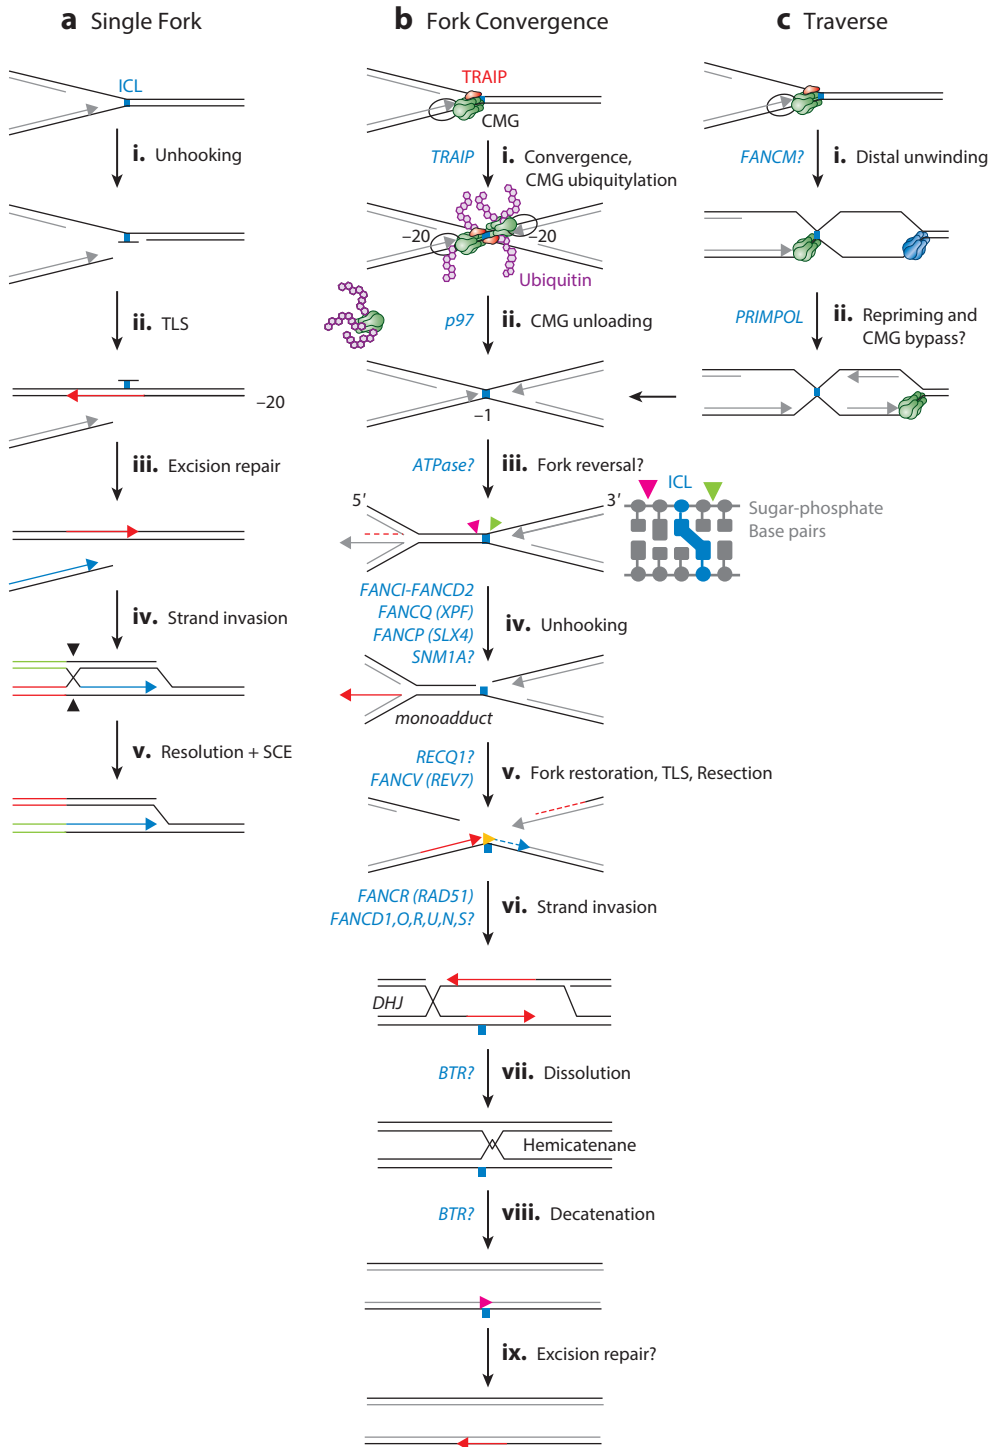 a Single Fork
ICL
i. Unhooking
ii. TLS
–20
iii. Excision repair
iv. Strand invasion
v. Resolution + SCE
b Fork Convergence
TRAIP
CMG
TRAIP
i. Convergence,
CMG ubiquitylation
–20
–20
Ubiquitin
p97
ii. CMG unloading
–1
ATPase?
iii. Fork reversal?
5′
3′
ICL
Sugar-phosphate
Base pairs
FANCI-FANCD2
FANCQ (XPF)
FANCP (SLX4)
SNM1A?
iv. Unhooking
monoadduct
RECQ1?
FANCV (REV7)
v. Fork restoration, TLS, Resection
FANCR (RAD51)
FANCD1,O,R,U,N,S?
vi. Strand invasion
DHJ
BTR?
vii. Dissolution
Hemicatenane
BTR?
viii. Decatenation
ix. Excision repair?
c Traverse
FANCM?
i. Distal unwinding
PRIMPOL
ii. Repriming and
CMG bypass?